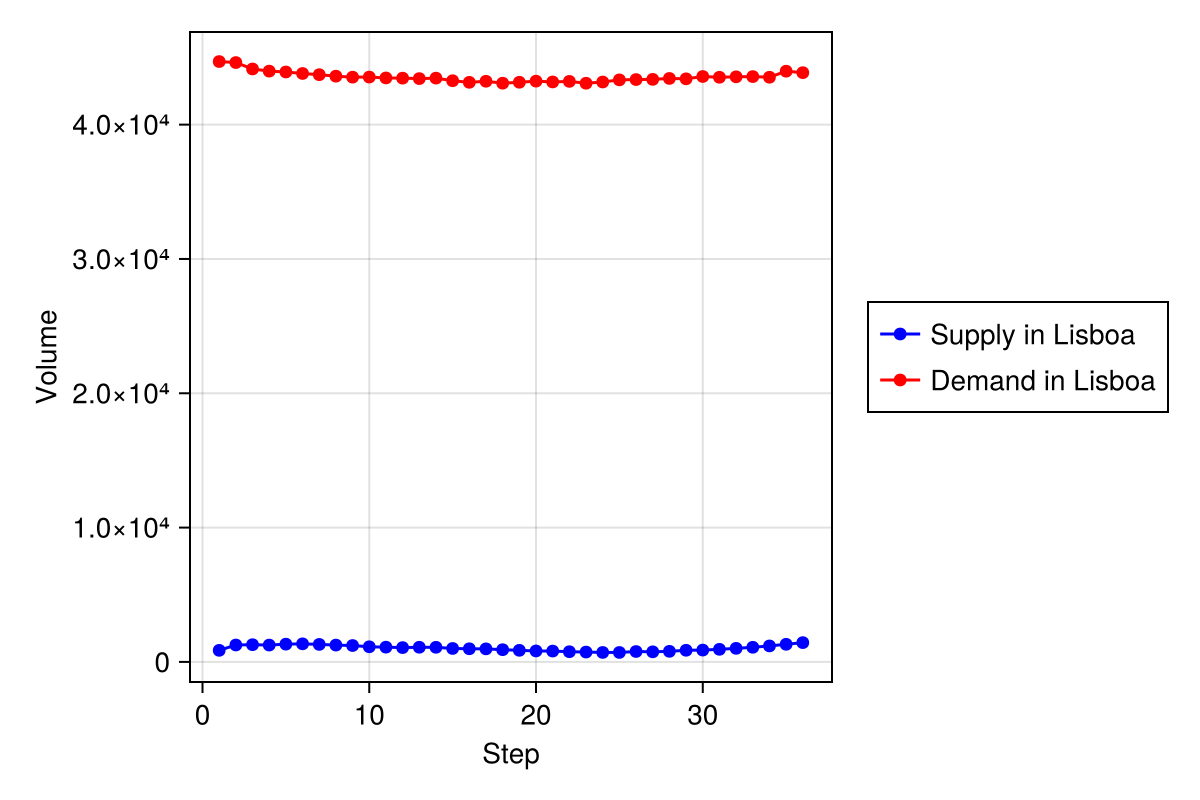 4.0×10⁴
3.0×10⁴
2.0×10⁴
1.0×10⁴
0
Volume
0 10 20 30
Step
Supply in Lisboa
Demand in Lisboa